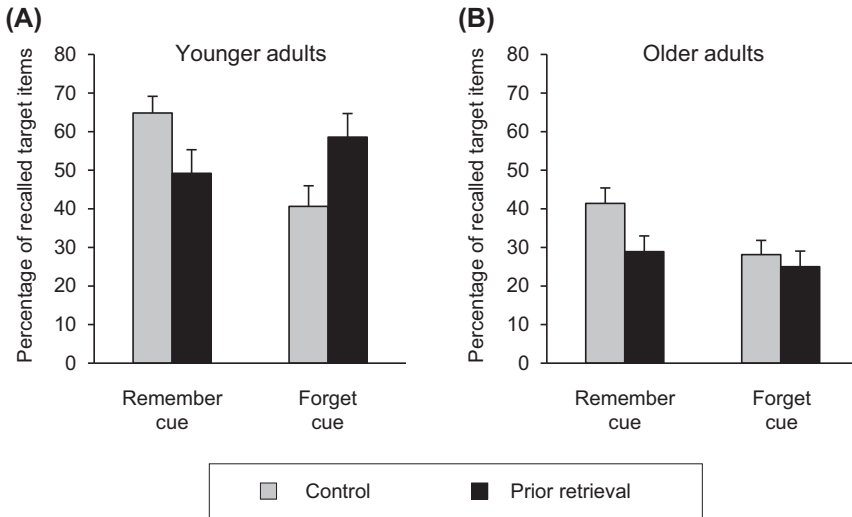 (A)
Younger adults
Percentage of recalled target items
80
70
60
50
40
30
20
10
0
Remember
cue
Forget
cue
(B)
Older adults
Percentage of recalled target items
80
70
60
50
40
30
20
10
0
Remember
cue
Forget
cue
Control
Prior retrieval